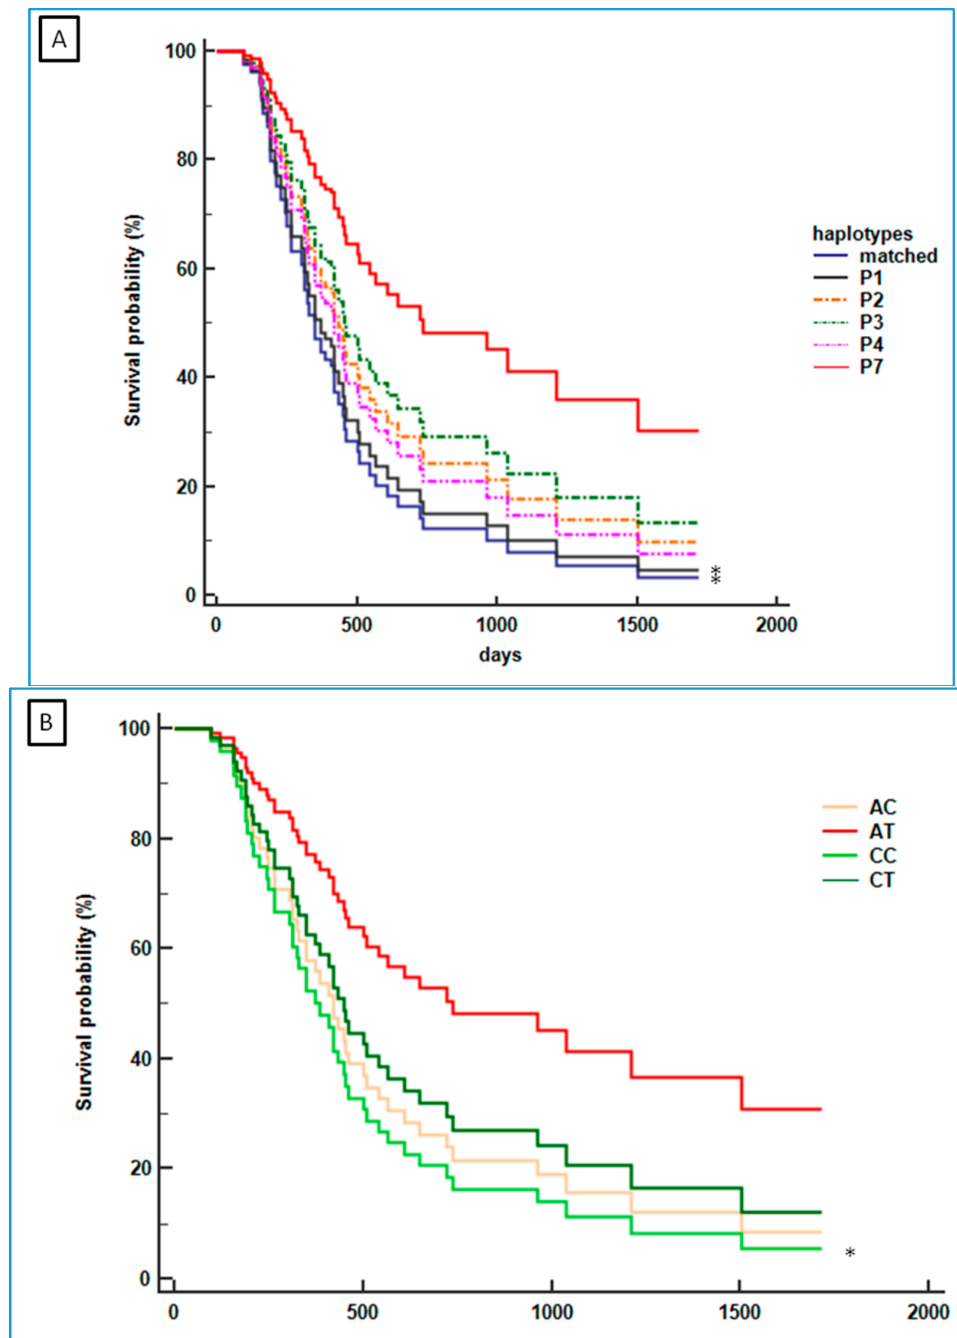 A
100
80
60
40
20
0
Survival probability (%)
0 500 1000 1500 2000
days
haplotypes
matched
P1
P2
P3
P4
P7
*
*
B
100
80
60
40
20
0
Survival probability (%)
0 500 1000 1500 2000
AC
AT
CC
CT
*